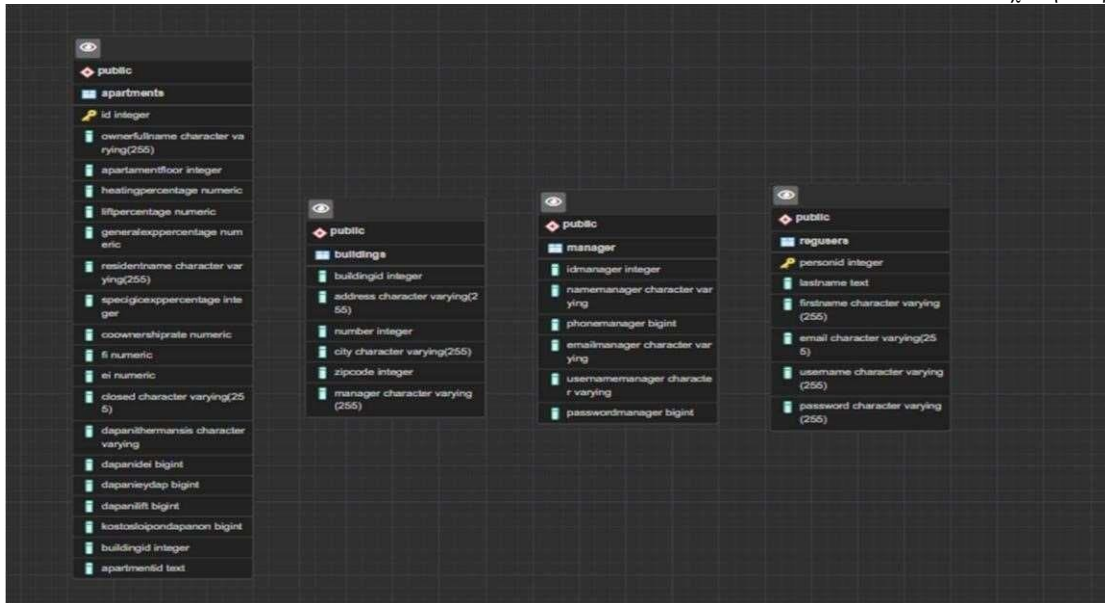 public
apartments
id integer
ownerfullname character va
rying(255)
apartamentfloor integer
heatingpercentage numeric
liftpercentage numeric
generalexppercentage num
eric
residentname character var
ying(255)
specigicexppercentage inte
ger
coownershiprate numeric
fi numeric
ei numeric
closed character varying(25
5)
dapanithermansis character
varying
dapanidei bigint
dapanieydap bigint
dapanilift bigint
kostosloipondapanon bigint
buildingid integer
apartmentid text
public
buildings
buildingid integer
address character varying(2
55)
number integer
city character varying(255)
zipcode integer
manager character varying
(255)
public
manager
idmanager integer
namemanager character var
ying
phonemanager bigint
emailmanager character var
ying
usernamemanager characte
r varying
passwordmanager bigint
public
regusers
personid integer
lastname text
firstname character varying
(255)
email character varying(25
5)
username character varying
(255)
password character varying
(255)